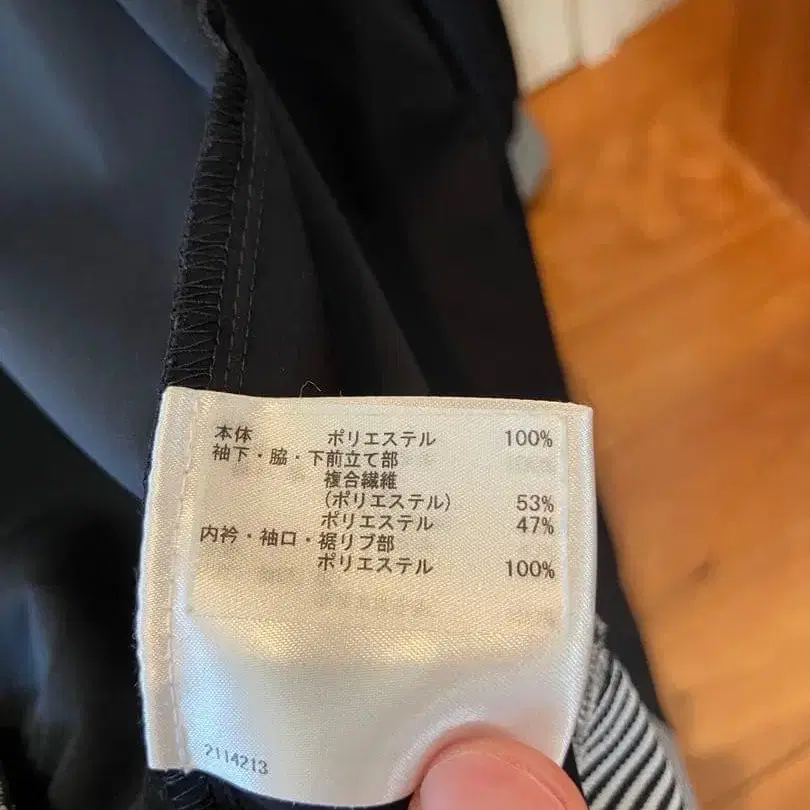 本体 ポリエステル 100%
袖下・脇・下前立て部
複合繊維
(ポリエステル) 53%
ポリエステル 47%
内衿・袖口・裾リブ部
ポリエステル 100%
2114213